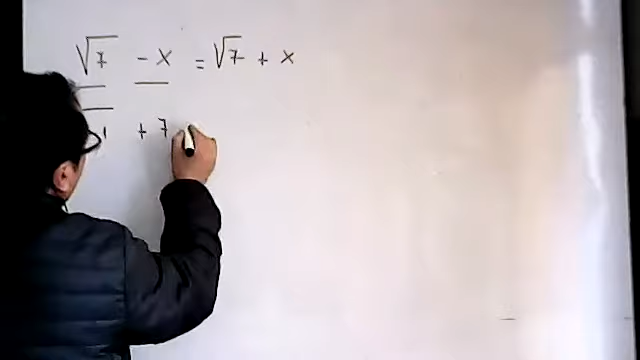 √7 - x = √7 + x
+ 7